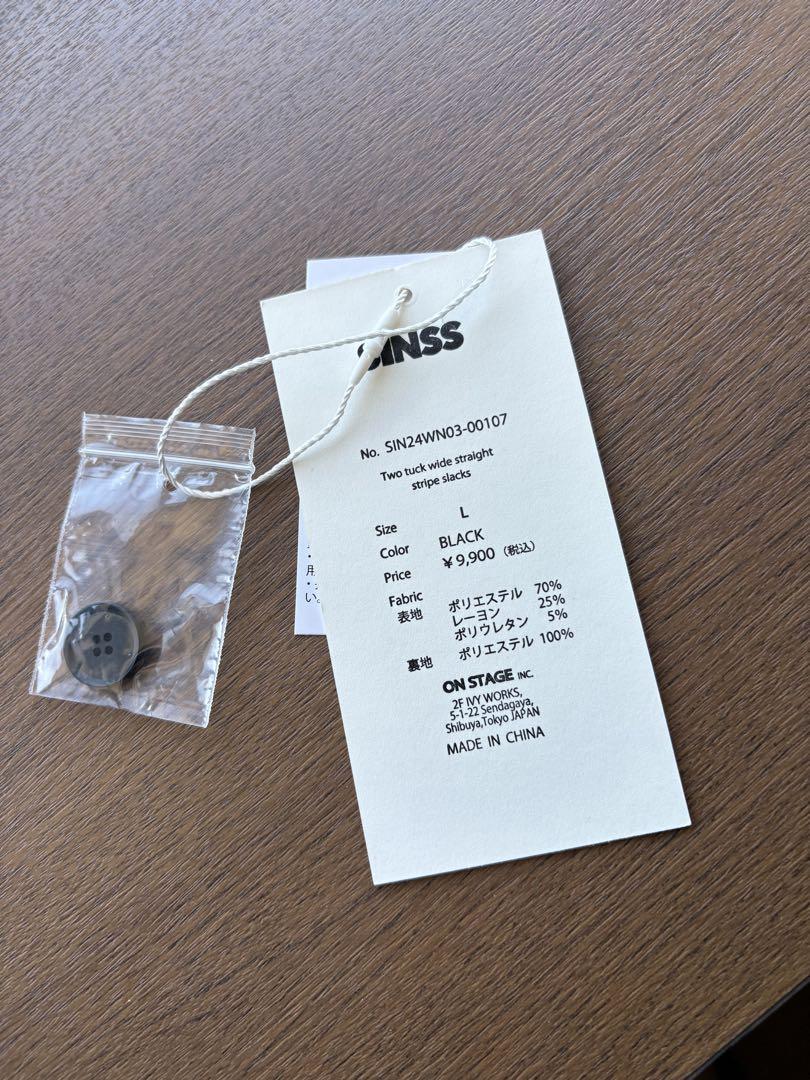 SINSS
No. SIN24WN03-00107
Two tuck wide straight
stripe slacks
Size L
Color BLACK
Price ¥9,900（税込）
Fabric
表地 ポリエステル 70%
レーヨン 25%
ポリウレタン 5%
裏地 ポリエステル 100%
ON STAGE INC.
2F IVY WORKS,
5-1-22 Sendagaya,
Shibuya,Tokyo JAPAN
MADE IN CHINA
用
い。